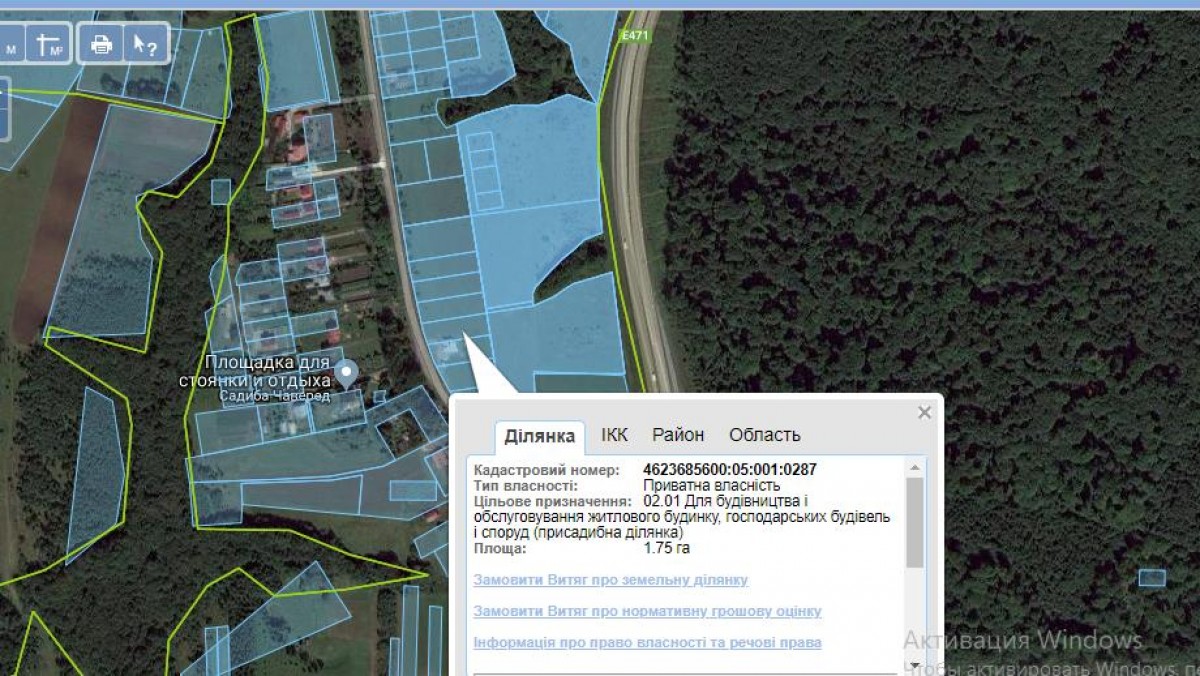 м
м²
?
E471
Площадка для
стоянки и отдыха
Садиба Чаверед
Ділянка ІКК Район Область
Кадастровий номер: 4623685600:05:001:0287
Тип власності: Приватна власність
Цільове призначення: 02.01 Для будівництва і
обслуговування житлового будинку, господарських будівель
і споруд (присадибна ділянка)
Площа: 1.75 га
Замовити Витяг про земельну ділянку
Замовити Витяг про нормативну грошову оцінку
Інформація про право власності та речові права
Активация Windows
Чтобы активировать Windows, пе